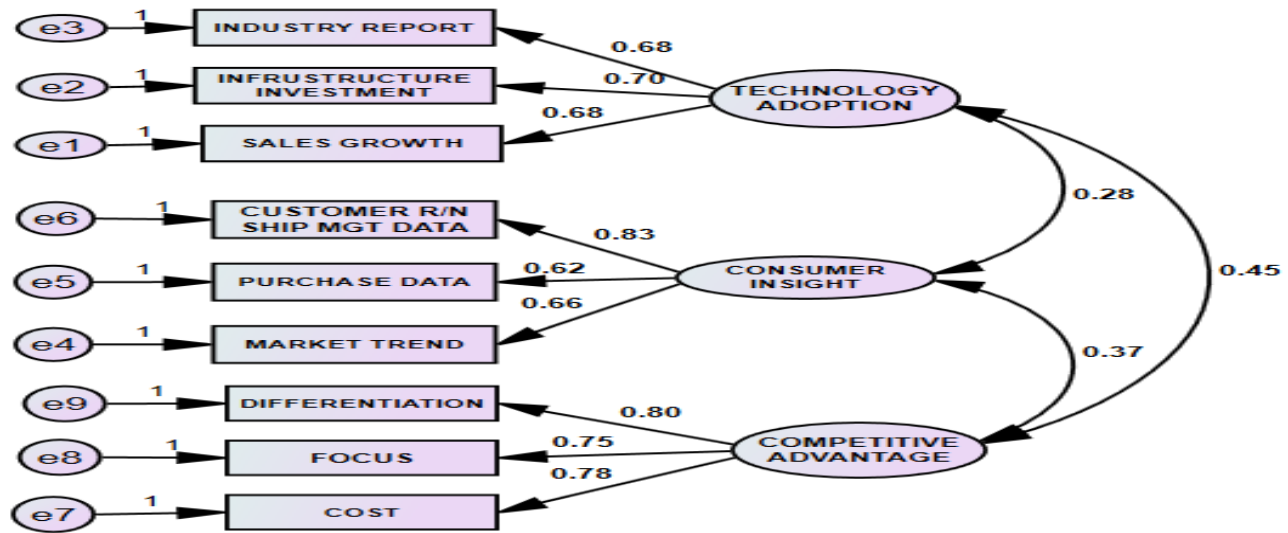 e3
1
INDUSTRY REPORT
0.68
e2
1
INFRUSTRUCTURE
INVESTMENT
0.70
TECHNOLOGY
ADOPTION
e1
1
SALES GROWTH
0.68
0.28
e6
1
CUSTOMER R/N
SHIP MGT DATA
0.83
e5
1
PURCHASE DATA
0.62
CONSUMER
INSIGHT
0.45
e4
1
MARKET TREND
0.66
0.37
e9
1
DIFFERENTIATION
0.80
e8
1
FOCUS
0.75
COMPETITIVE
ADVANTAGE
e7
1
COST
0.78